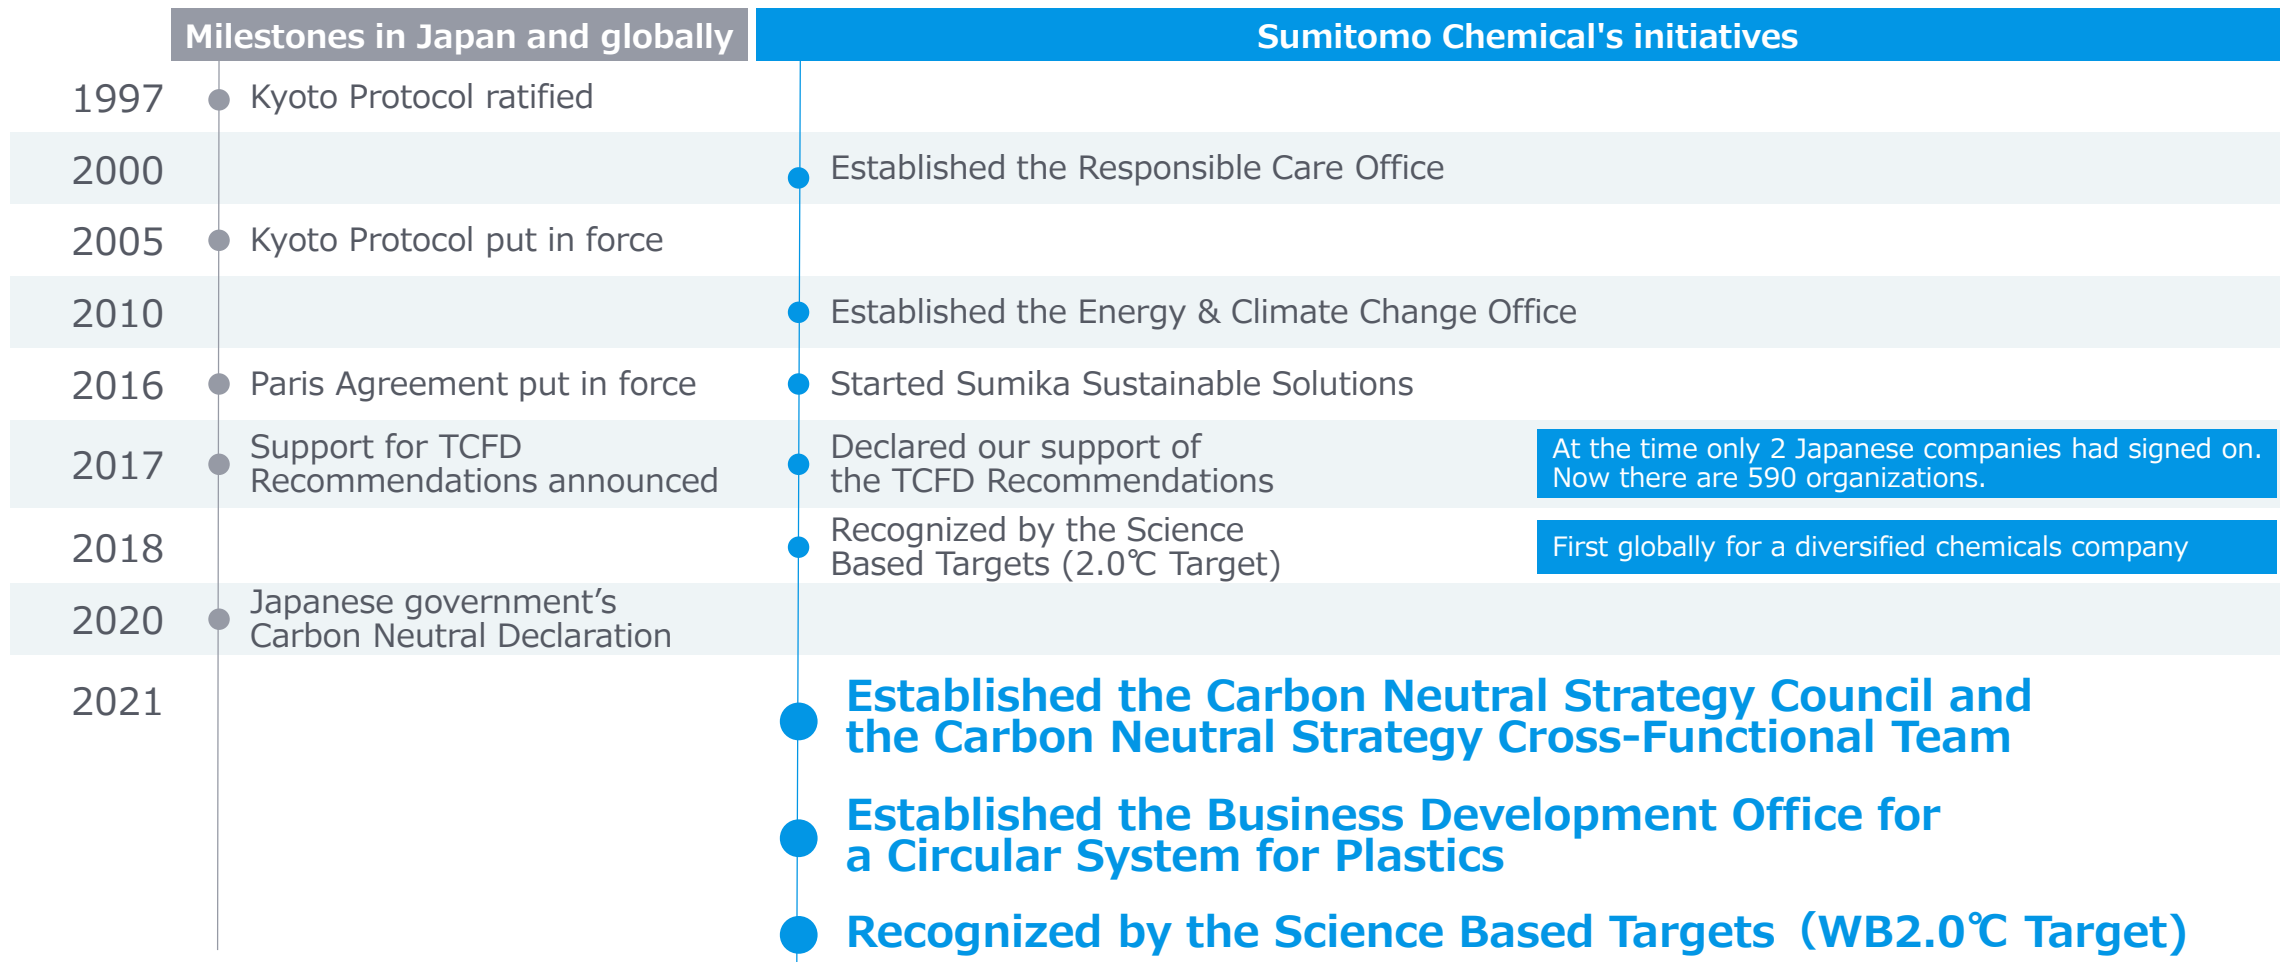 Milestones in Japan and globally
Sumitomo Chemical's initiatives
1997
Kyoto Protocol ratified
2000
Established the Responsible Care Office
2005
Kyoto Protocol put in force
2010
Established the Energy & Climate Change Office
2016
Paris Agreement put in force
Started Sumika Sustainable Solutions
2017
Support for TCFD
Recommendations announced
Declared our support of
the TCFD Recommendations
At the time only 2 Japanese companies had signed on.
Now there are 590 organizations.
2018
Recognized by the Science
Based Targets (2.0℃ Target)
First globally for a diversified chemicals company
2020
Japanese government’s
Carbon Neutral Declaration
2021
Established the Carbon Neutral Strategy Council and
the Carbon Neutral Strategy Cross-Functional Team
Established the Business Development Office for
a Circular System for Plastics
Recognized by the Science Based Targets（WB2.0℃ Target)